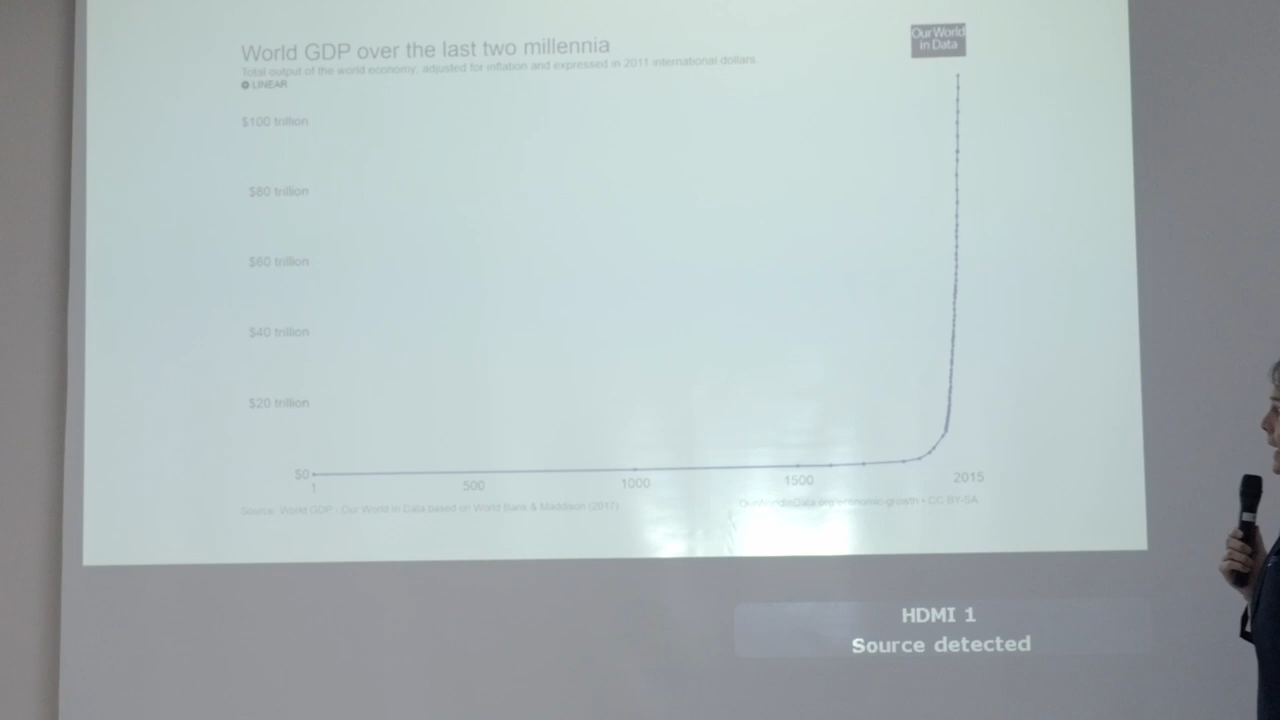 World GDP over the last two millennia
Our World
in Data
Total output of the world economy; adjusted for inflation and expressed in 2011 international dollars.
LINEAR
$100 trillion
$80 trillion
$60 trillion
$40 trillion
$20 trillion
$0
1
500
1000
1500
2015
Source: World GDP - Our World In Data based on World Bank & Maddison (2017)
OurWorldInData.org/economic-growth • CC BY-SA
HDMI 1
Source detected